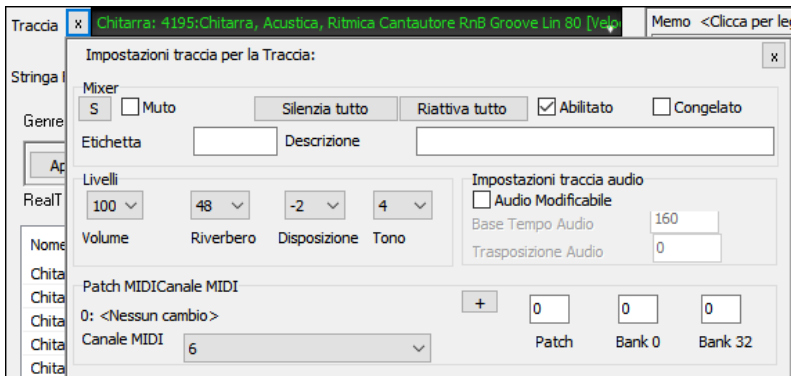 Traccia x Chitarra: 4195:Chitarra, Acustica, Ritmica Cantautore RnB Groove Lin 80 [Velo Memo <Clicca per leg
Impostazioni traccia per la Traccia: x
Stringa
Mixer
S Muto Silenzia tutto Riattiva tutto Abilitato Congelato
Genre
Etichetta Descrizione
Ap
Livelli Impostazioni traccia audio
100 48 -2 4 Audio Modificabile
RealT
Base Tempo Audio 160
Volume Riverbero Disposizione Tono
Nome
Trasposizione Audio 0
Chita
Patch MIDICanale MIDI
Chita
0: <Nessun cambio> + 0 0 0
Chita
Canale MIDI 6 Patch Bank 0 Bank 32
Chita
Chita